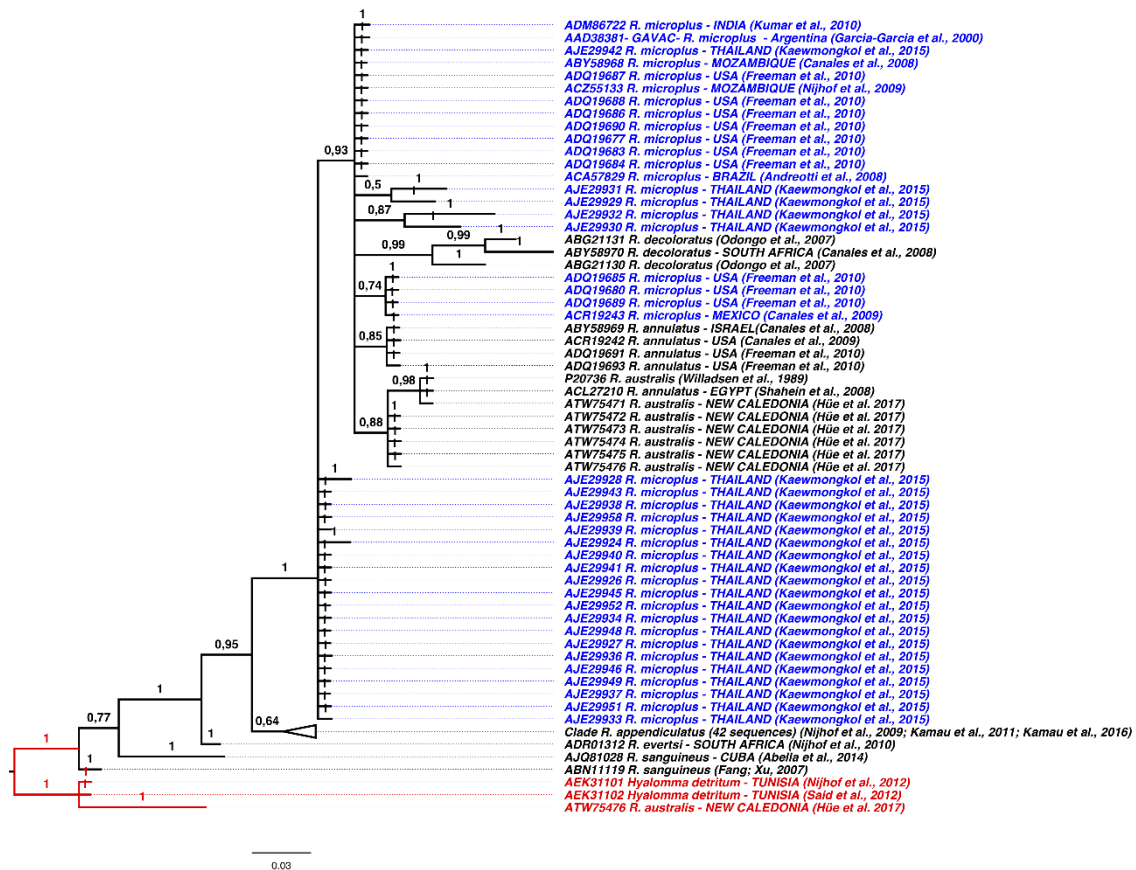 1
ADM86722 R. microplus - INDIA (Kumar et al., 2010)
AAD38381- GAVAC- R. microplus - Argentina (Garcia-Garcia et al., 2000)
AJE29942 R. microplus - THAILAND (Kaewmongkol et al., 2015)
ABY58968 R. microplus - MOZAMBIQUE (Canales et al., 2008)
ADQ19687 R. microplus - USA (Freeman et al., 2010)
ACZ55133 R. microplus - MOZAMBIQUE (Nijhof et al., 2009)
ADQ19688 R. microplus - USA (Freeman et al., 2010)
ADQ19686 R. microplus - USA (Freeman et al., 2010)
ADQ19690 R. microplus - USA (Freeman et al., 2010)
ADQ19677 R. microplus - USA (Freeman et al., 2010)
0,93
ADQ19683 R. microplus - USA (Freeman et al., 2010)
ADQ19684 R. microplus - USA (Freeman et al., 2010)
ACA57829 R. microplus - BRAZIL (Andreotti et al., 2008)
0,5 1
AJE29931 R. microplus - THAILAND (Kaewmongkol et al., 2015)
1
AJE29929 R. microplus - THAILAND (Kaewmongkol et al., 2015)
0,87
AJE29932 R. microplus - THAILAND (Kaewmongkol et al., 2015)
AJE29930 R. microplus - THAILAND (Kaewmongkol et al., 2015)
0,99 1
ABG21131 R. decoloratus (Odongo et al., 2007)
0,99 1 1
ABY58970 R. decoloratus - SOUTH AFRICA (Canales et al., 2008)
ABG21130 R. decoloratus (Odongo et al., 2007)
1
ADQ19685 R. microplus - USA (Freeman et al., 2010)
0,74
ADQ19680 R. microplus - USA (Freeman et al., 2010)
ADQ19689 R. microplus - USA (Freeman et al., 2010)
ACR19243 R. microplus - MEXICO (Canales et al., 2009)
ABY58969 R. annulatus - ISRAEL(Canales et al., 2008)
0,85
ACR19242 R. annulatus - USA (Canales et al., 2009)
ADQ19691 R. annulatus - USA (Freeman et al., 2010)
1
ADQ19693 R. annulatus - USA (Freeman et al., 2010)
0,98
P20736 R. australis (Willadsen et al., 1989)
ACL27210 R. annulatus - EGYPT (Shahein et al., 2008)
1
ATW75471 R. australis - NEW CALEDONIA (Hüe et al. 2017)
0,88
ATW75472 R. australis - NEW CALEDONIA (Hüe et al. 2017)
ATW75473 R. australis - NEW CALEDONIA (Hüe et al. 2017)
ATW75474 R. australis - NEW CALEDONIA (Hüe et al. 2017)
ATW75475 R. australis - NEW CALEDONIA (Hüe et al. 2017)
ATW75476 R. australis - NEW CALEDONIA (Hüe et al. 2017)
1
AJE29928 R. microplus - THAILAND (Kaewmongkol et al., 2015)
AJE29943 R. microplus - THAILAND (Kaewmongkol et al., 2015)
AJE29938 R. microplus - THAILAND (Kaewmongkol et al., 2015)
AJE29958 R. microplus - THAILAND (Kaewmongkol et al., 2015)
1
AJE29939 R. microplus - THAILAND (Kaewmongkol et al., 2015)
AJE29924 R. microplus - THAILAND (Kaewmongkol et al., 2015)
AJE29940 R. microplus - THAILAND (Kaewmongkol et al., 2015)
1
AJE29941 R. microplus - THAILAND (Kaewmongkol et al., 2015)
AJE29926 R. microplus - THAILAND (Kaewmongkol et al., 2015)
AJE29945 R. microplus - THAILAND (Kaewmongkol et al., 2015)
AJE29952 R. microplus - THAILAND (Kaewmongkol et al., 2015)
AJE29934 R. microplus - THAILAND (Kaewmongkol et al., 2015)
AJE29948 R. microplus - THAILAND (Kaewmongkol et al., 2015)
0,95
AJE29927 R. microplus - THAILAND (Kaewmongkol et al., 2015)
AJE29936 R. microplus - THAILAND (Kaewmongkol et al., 2015)
AJE29946 R. microplus - THAILAND (Kaewmongkol et al., 2015)
AJE29949 R. microplus - THAILAND (Kaewmongkol et al., 2015)
1
AJE29937 R. microplus - THAILAND (Kaewmongkol et al., 2015)
AJE29951 R. microplus - THAILAND (Kaewmongkol et al., 2015)
0,77 0,64
AJE29933 R. microplus - THAILAND (Kaewmongkol et al., 2015)
Clade R. appendiculatus (42 sequences) (Nijhof et al., 2009; Kamau et al., 2011; Kamau et al., 2016)
1 1
ADR01312 R. evertsi - SOUTH AFRICA (Nijhof et al., 2010)
1
AJQ81028 R. sanguineus - CUBA (Abella et al., 2014)
1
ABN11119 R. sanguineus (Fang; Xu, 2007)
1
AEK31101 Hyalomma detritum - TUNISIA (Nijhof et al., 2012)
AEK31102 Hyalomma detritum - TUNISIA (Said et al., 2012)
1
ATW75476 R. australis - NEW CALEDONIA (Hüe et al. 2017)
0.03